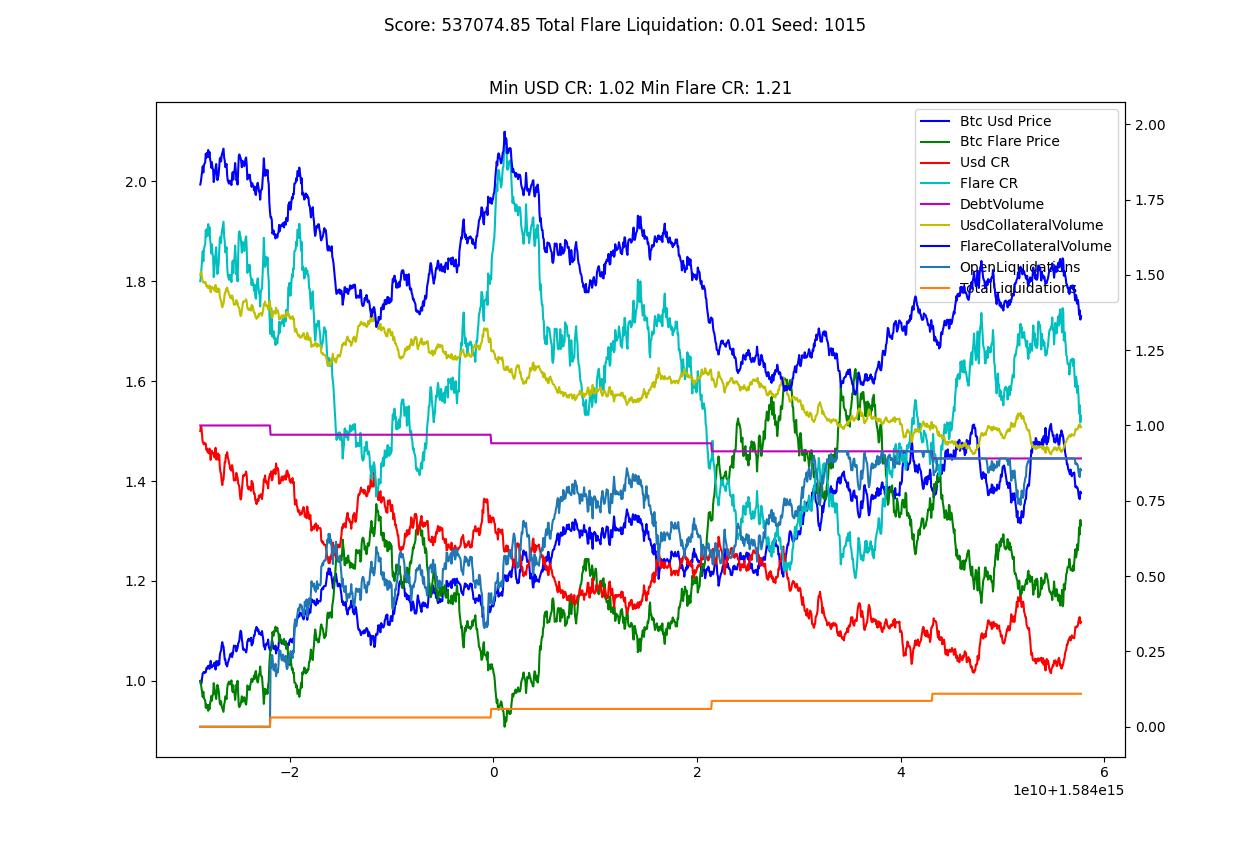 Score: 537074.85 Total Flare Liquidation: 0.01 Seed: 1015
Min USD CR: 1.02 Min Flare CR: 1.21
Btc Usd Price
Btc Flare Price
Usd CR
Flare CR
DebtVolume
UsdCollateralVolume
FlareCollateralVolume
OpenLiquidations
TotalLiquidations
2.0
1.8
1.6
1.4
1.2
1.0
2.00
1.75
1.50
1.25
1.00
0.75
0.50
0.25
0.00
−2
0
2
4
6
1e10+1.584e15